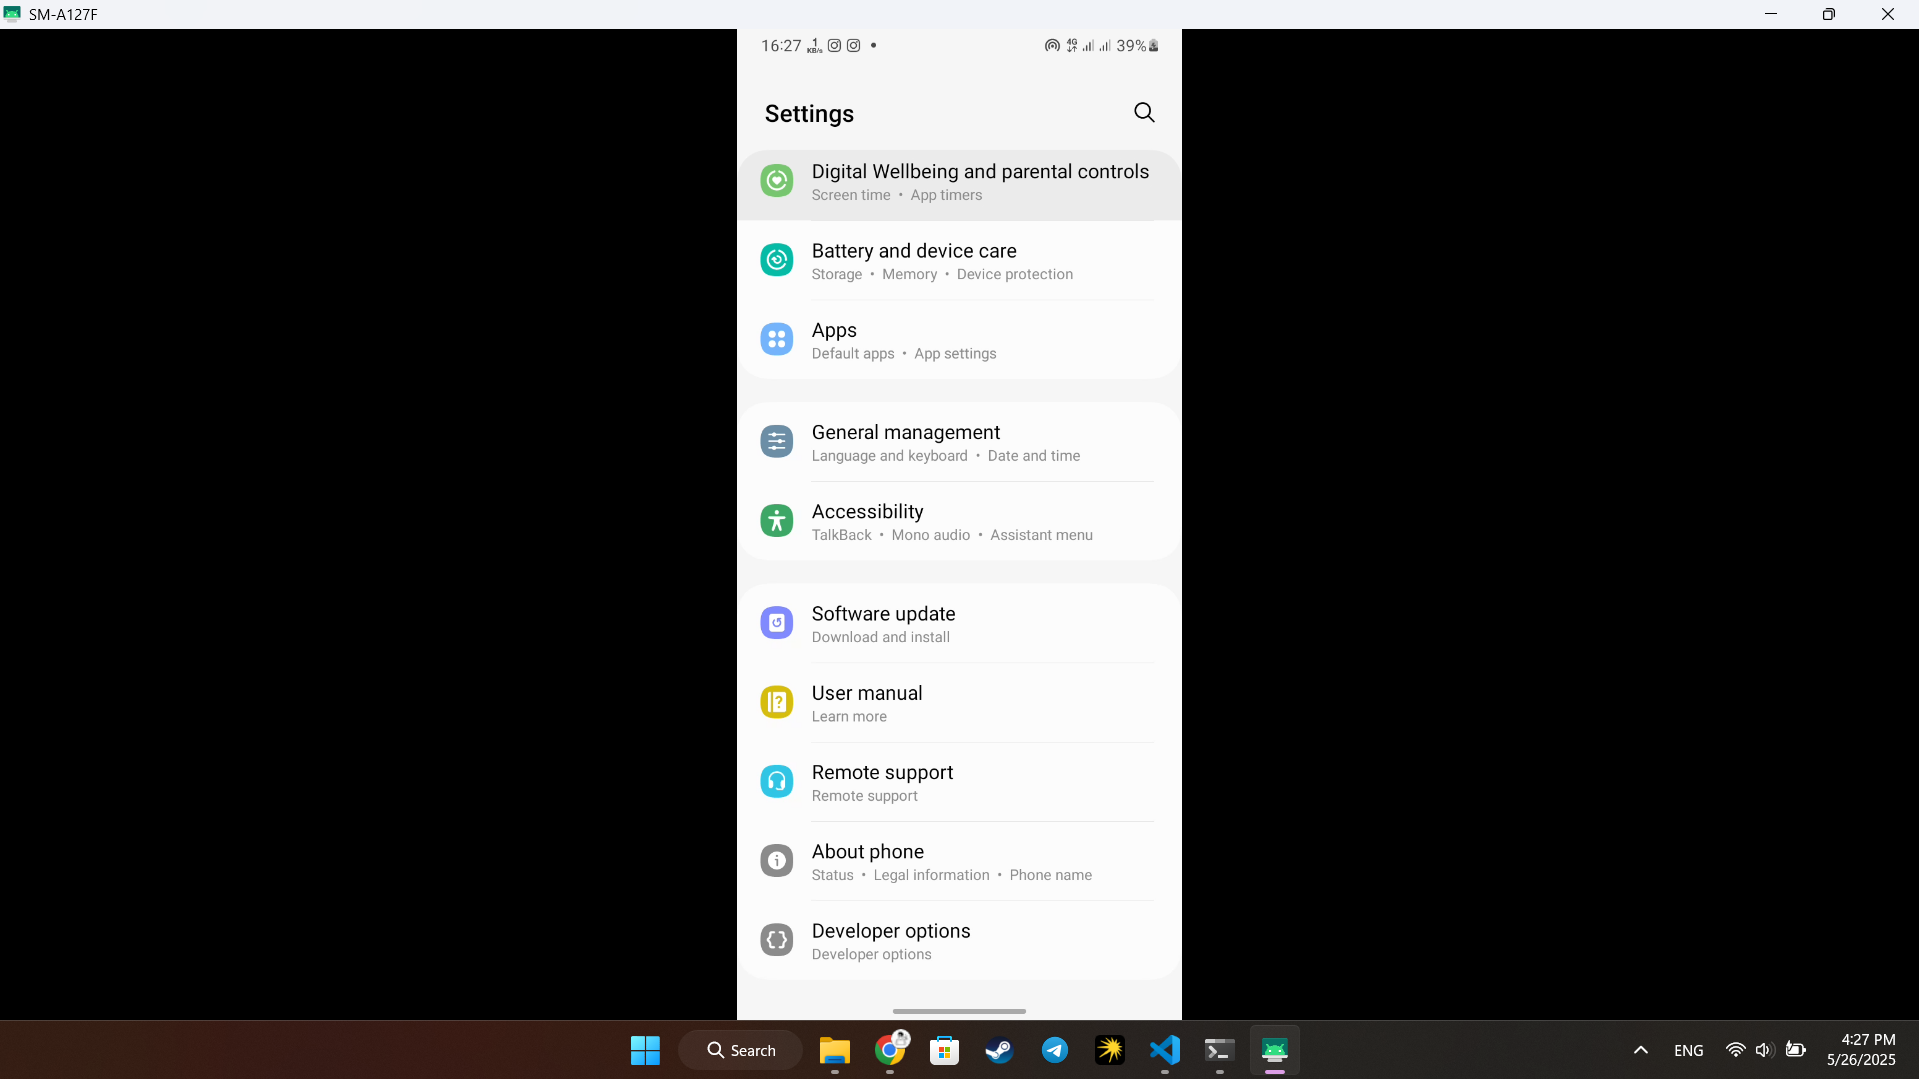 SM-A127F
16:27 1 KB/s 4G 39%
Settings
Digital Wellbeing and parental controls
Screen time • App timers
Battery and device care
Storage • Memory • Device protection
Apps
Default apps • App settings
General management
Language and keyboard • Date and time
Accessibility
TalkBack • Mono audio • Assistant menu
Software update
Download and install
User manual
Learn more
Remote support
Remote support
About phone
Status • Legal information • Phone name
Developer options
Developer options
Search
ENG
4:27 PM
5/26/2025